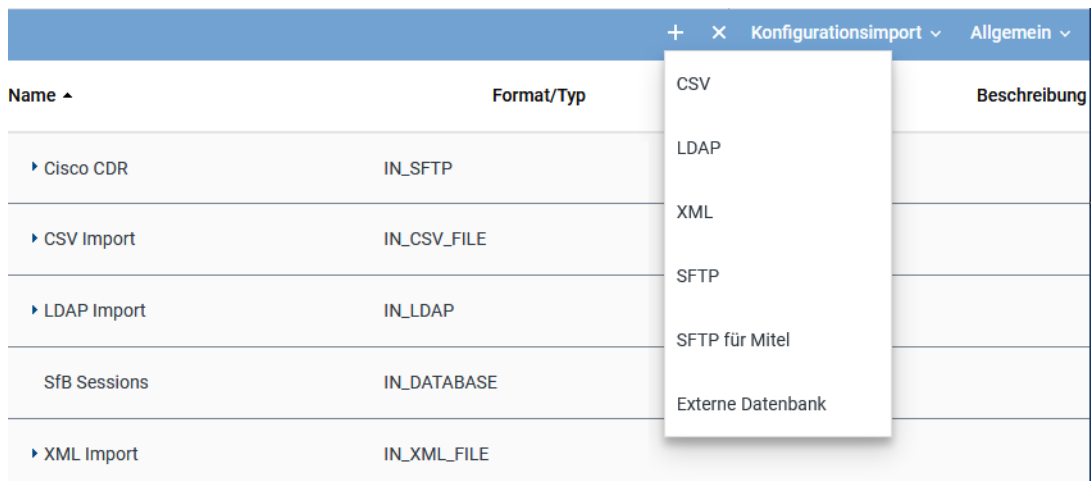 Konfigurationsimport Allgemein
Name Format/Typ Beschreibung
CSV
LDAP
XML
SFTP
SFTP für Mitel
Externe Datenbank
Cisco CDR IN_SFTP
CSV Import IN_CSV_FILE
LDAP Import IN_LDAP
SfB Sessions IN_DATABASE
XML Import IN_XML_FILE